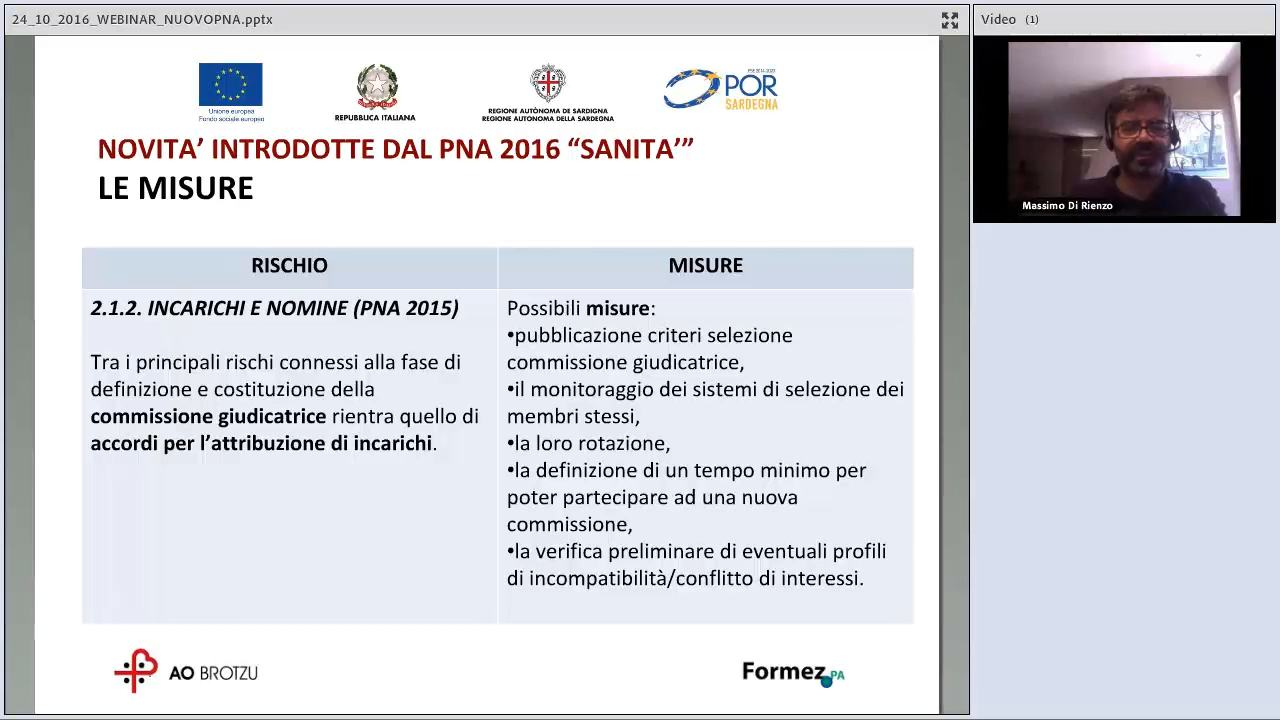 24_10_2016_WEBINAR_NUOVOPNA.pptx
Video (1)
Unione europea
Fondo sociale europeo
REPUBBLICA ITALIANA
REGIONE AUTÒNOMA DE SARDIGNA
REGIONE AUTONOMA DELLA SARDEGNA
FSE 2014-2020
POR
SARDEGNA
NOVITA’ INTRODOTTE DAL PNA 2016 “SANITA’”
LE MISURE
Massimo Di Rienzo
RISCHIO
2.1.2. INCARICHI E NOMINE (PNA 2015)
Tra i principali rischi connessi alla fase di
definizione e costituzione della
commissione giudicatrice rientra quello di
accordi per l’attribuzione di incarichi.
MISURE
Possibili misure:
•pubblicazione criteri selezione
commissione giudicatrice,
•il monitoraggio dei sistemi di selezione dei
membri stessi,
•la loro rotazione,
•la definizione di un tempo minimo per
poter partecipare ad una nuova
commissione,
•la verifica preliminare di eventuali profili
di incompatibilità/conflitto di interessi.
AO BROTZU
Formez PA